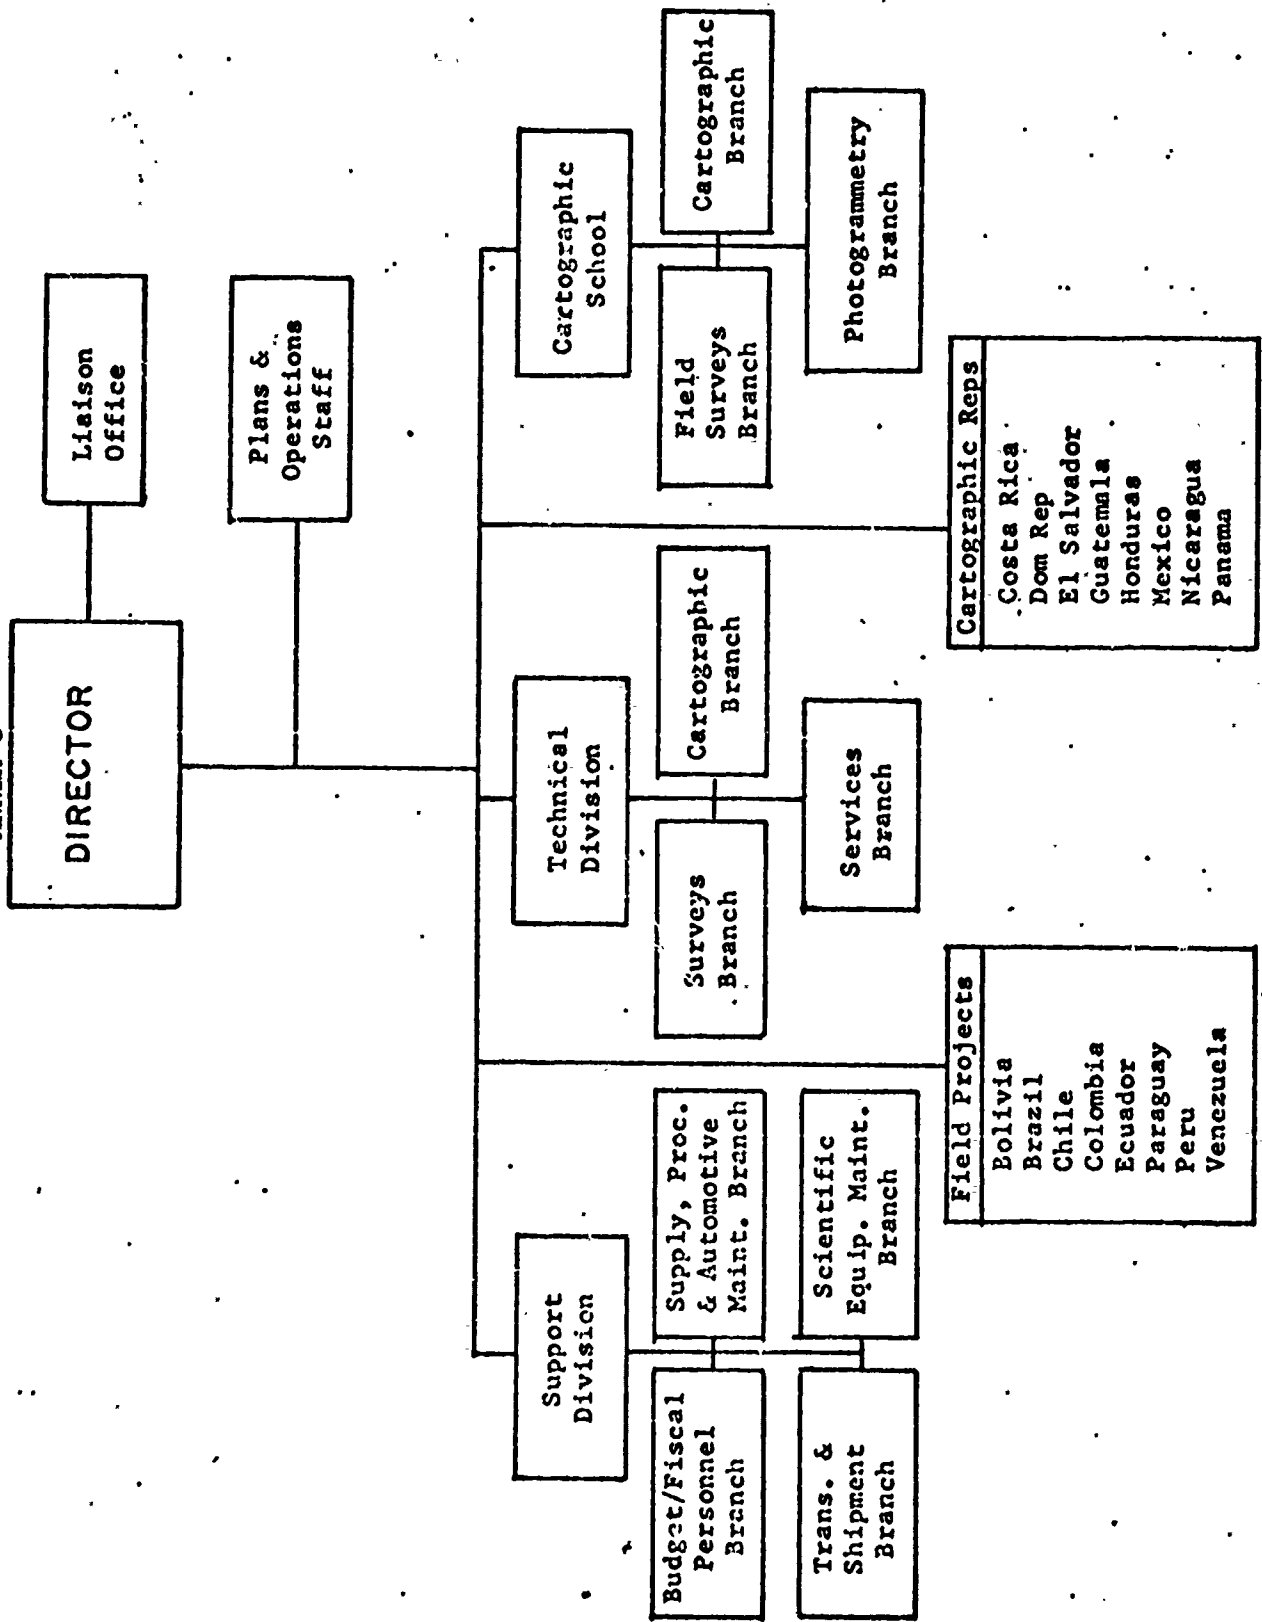 DIRECTOR
Liaison
Office
Plans &
Operations
Staff
Support
Division
Technical
Division
Cartographic
School
Budget/Fiscal
Personnel
Branch
Supply, Proc.
& Automotive
Maint. Branch
Surveys
Branch
Cartographic
Branch
Field
Surveys
Branch
Cartographic
Branch
Trans. &
Shipment
Branch
Scientific
Equip. Maint.
Branch
Services
Branch
Photogrammetry
Branch
Field Projects
Bolivia
Brazil
Chile
Colombia
Ecuador
Paraguay
Peru
Venezuela
Cartographic Reps
Costa Rica
Dom Rep
El Salvador
Guatemala
Honduras
Mexico
Nicaragua
Panama